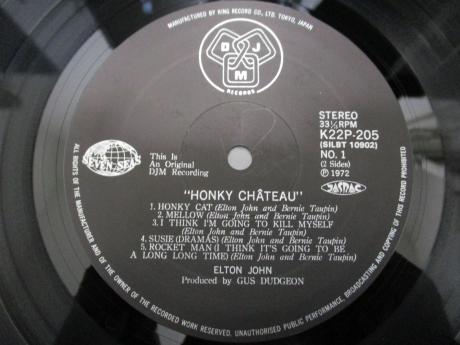 MANUFACTURED BY KING RECORD CO., LTD. TOKYO, JAPAN
D J M
RECORDS
STEREO
33⅓RPM
K22P-205
(SILBT 10902)
NO. 1
(2 Sides)
℗ 1972
JASRAC
SEVEN SEAS
This Is
An Original
DJM Recording
"HONKY CHÂTEAU"
1. HONKY CAT (Elton John and Bernie Taupin)
2. MELLOW (Elton John and Bernie Taupin)
3. I THINK I'M GOING TO KILL MYSELF
(Elton John and Bernie Taupin)
4. SUSIE (DRAMAS) (Elton John and Bernie Taupin)
5. ROCKET MAN (I THINK IT'S GOING TO BE
A LONG LONG TIME) (Elton John and Bernie Taupin)
ELTON JOHN
Produced by GUS DUDGEON
ALL RIGHTS OF THE MANUFACTURER AND OF THE OWNER OF THE RECORDED WORK RESERVED. UNAUTHORISED PUBLIC PERFORMANCE, BROADCASTING AND COPYING OF THIS RECORD PROHIBITED